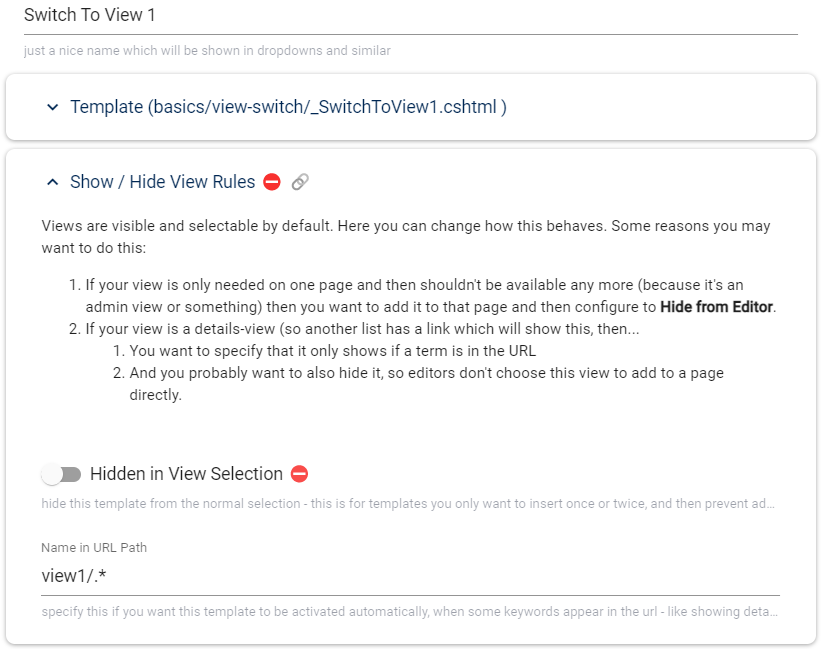 Switch To View 1
just a nice name which will be shown in dropdowns and similar
Template (basics/view-switch/_SwitchToView1.cshtml )
Show / Hide View Rules
Views are visible and selectable by default. Here you can change how this behaves. Some reasons you may
want to do this:
1. If your view is only needed on one page and then shouldn't be available any more (because it's an
admin view or something) then you want to add it to that page and then configure to Hide from Editor.
2. If your view is a details-view (so another list has a link which will show this, then...
1. You want to specify that it only shows if a term is in the URL
2. And you probably want to also hide it, so editors don't choose this view to add to a page
directly.
Hidden in View Selection
hide this template from the normal selection - this is for templates you only want to insert once or twice, and then prevent ad...
Name in URL Path
view1/.*
specify this if you want this template to be activated automatically, when some keywords appear in the url - like showing deta...